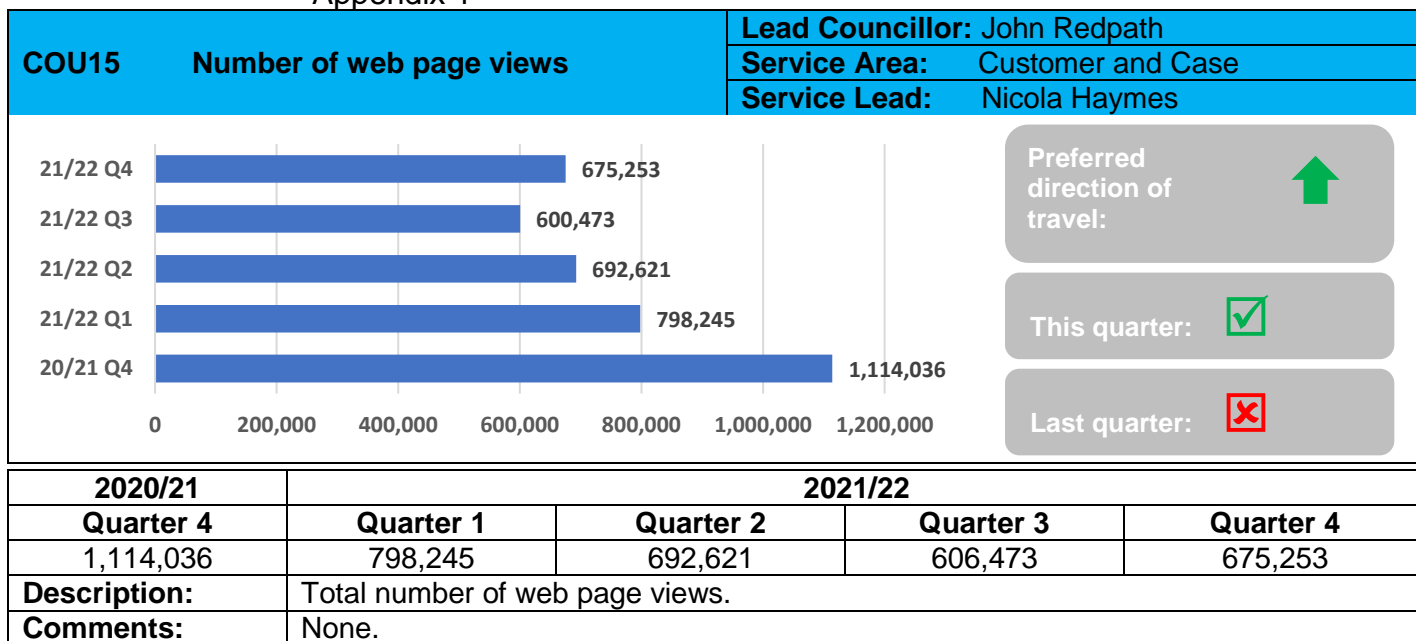 COU15 Number of web page views
Lead Councillor: John Redpath
Service Area: Customer and Case
Service Lead: Nicola Haymes
21/22 Q4 675,253
21/22 Q3 600,473
21/22 Q2 692,621
21/22 Q1 798,245
20/21 Q4 1,114,036
0 200,000 400,000 600,000 800,000 1,000,000 1,200,000
Preferred
direction of
travel:
This quarter:
Last quarter:
2020/21 2021/22
Quarter 4 Quarter 1 Quarter 2 Quarter 3 Quarter 4
1,114,036 798,245 692,621 606,473 675,253
Description: Total number of web page views.
Comments: None.